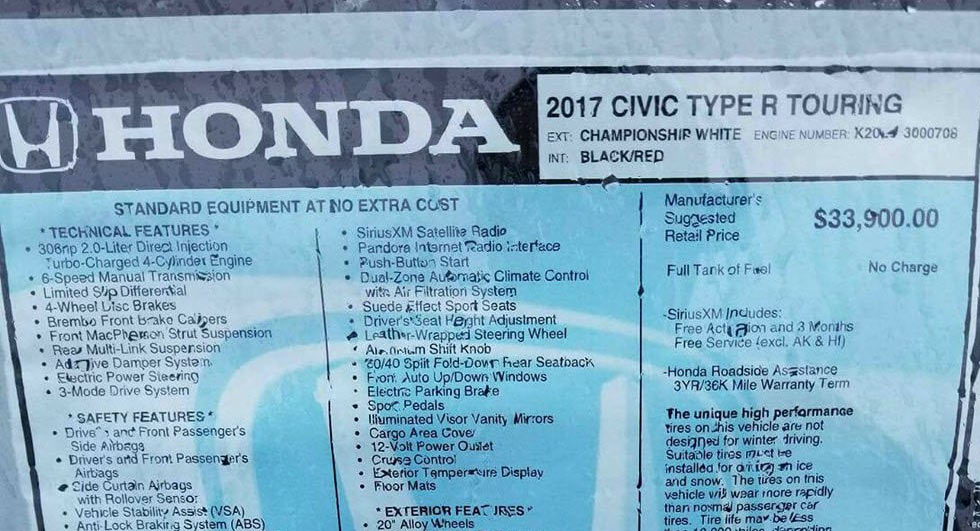 HONDA
2017 CIVIC TYPE R TOURING
EXT: CHAMPIONSHIP WHITE ENGINE NUMBER: 3000708
INT: BLACK/RED
STANDARD EQUIPMENT AT NO EXTRA COST
* TECHNICAL FEATURES *
• 306hp 2.0-Liter Direct Injection
Turbo-Charged 4-Cylinder Engine
• 6-Speed Manual Transmission
• Limited Slip Differential
• 4-Wheel Disc Brakes
• Brembo Front Brake Calipers
• Front MacPherson Strut Suspension
• Rear Multi-Link Suspension
• Adaptive Damper System
• Electric Power Steering
• 3-Mode Drive System
* SAFETY FEATURES *
• Driver's and Front Passenger's
Side Airbags
• Driver's and Front Passenger's
Airbags
• Side Curtain Airbags
with Rollover Sensor
• Vehicle Stability Assist (VSA)
• Anti-Lock Braking System (ABS)
• SiriusXM Satellite Radio
• Pandora Internet Radio Interface
• Push-Button Start
• Dual-Zone Automatic Climate Control
with Air Filtration System
• Suede Effect Sport Seats
• Driver's Seat Height Adjustment
• Leather-Wrapped Steering Wheel
• Aluminum Shift Knob
• 60/40 Split Fold-Down Rear Seatback
• Front Auto Up/Down Windows
• Electric Parking Brake
• Sport Pedals
• Illuminated Visor Vanity Mirrors
• Cargo Area Cover
• 12-Volt Power Outlet
• Cruise Control
• Exterior Temperature Display
• Floor Mats
* EXTERIOR FEATURES *
• 20" Alloy Wheels
Manufacturer's
Suggested
Retail Price $33,900.00
Full Tank of Fuel No Charge
-SiriusXM Includes:
Free Activation and 3 Months
Free Service (excl. AK & HI)
-Honda Roadside Assistance
3YR/36K Mile Warranty Term
The unique high performance
tires on this vehicle are not
designed for winter driving.
Suitable tires must be
installed for driving on ice
and snow. The tires on this
vehicle will wear more rapidly
than normal passenger car
tires. Tire life may be less